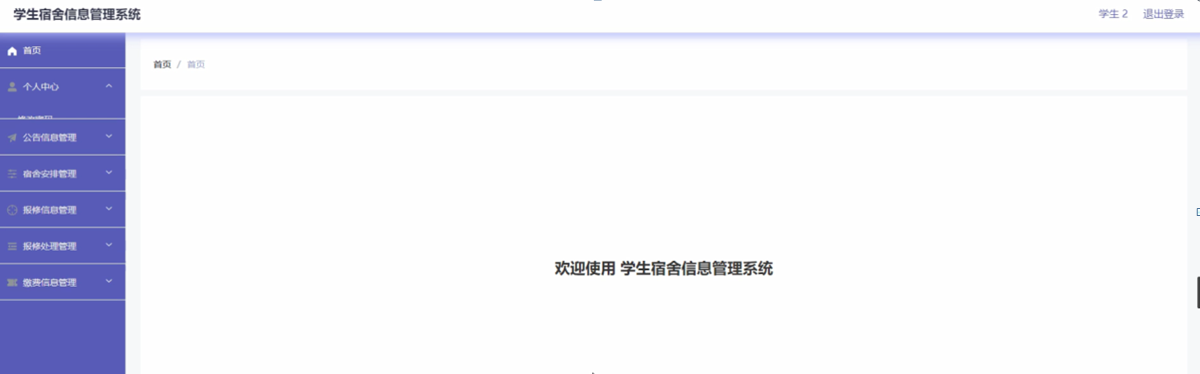 学生宿舍信息管理系统
学生 2 退出登录
首页
个人中心
公告信息管理
宿舍安排管理
报修信息管理
报修处理管理
缴费信息管理
首页 / 首页
欢迎使用 学生宿舍信息管理系统